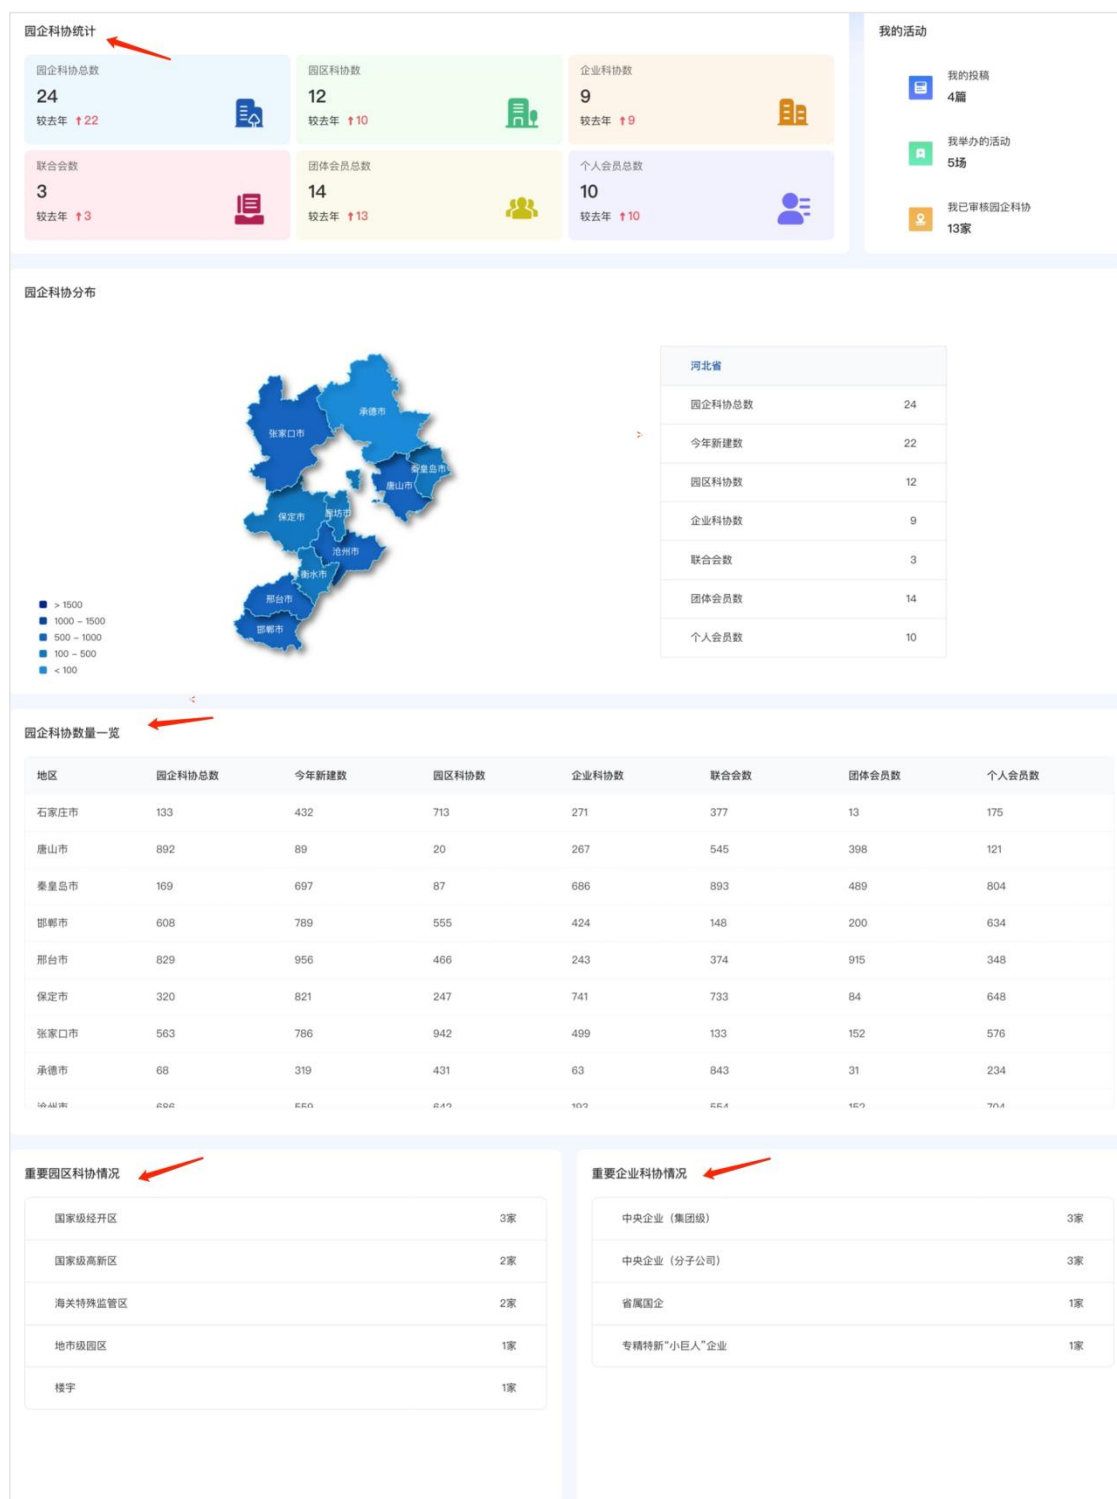 园企科协统计
园企科协总数
24
较去年 ↑22
园区科协数
12
较去年 ↑10
企业科协数
9
较去年 ↑9
联合会数
3
较去年 ↑3
团体会员总数
14
较去年 ↑13
个人会员总数
10
较去年 ↑10
我的活动
我的投稿
4篇
我举办的活动
5场
我已审核园企科协
13家
园企科协分布
承德市
张家口市
秦皇岛市
唐山市
保定市
廊坊市
沧州市
衡水市
邢台市
邯郸市
> 1500
1000 – 1500
500 – 1000
100 – 500
< 100
河北省
园企科协总数 24
今年新建数 22
园区科协数 12
企业科协数 9
联合会数 3
团体会员数 14
个人会员数 10
园企科协数量一览
地区 园企科协总数 今年新建数 园区科协数 企业科协数 联合会数 团体会员数 个人会员数
石家庄市 133 432 713 271 377 13 175
唐山市 892 89 20 267 545 398 121
秦皇岛市 169 697 87 686 893 489 804
邯郸市 608 789 555 424 148 200 634
邢台市 829 956 466 243 374 915 348
保定市 320 821 247 741 733 84 648
张家口市 563 786 942 499 133 152 576
承德市 68 319 431 63 843 31 234
沧州市 686 559 642 193 554 152 704
重要园区科协情况
国家级经开区 3家
国家级高新区 2家
海关特殊监管区 2家
地市级园区 1家
楼宇 1家
重要企业科协情况
中央企业（集团级） 3家
中央企业（分子公司） 3家
省属国企 1家
专精特新“小巨人”企业 1家